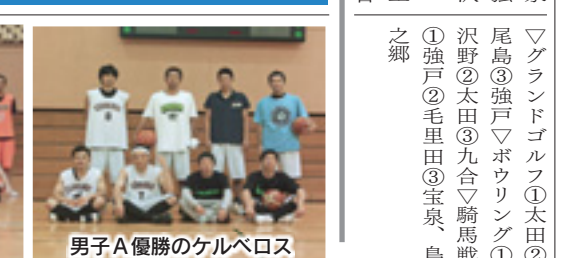 ▽グランドゴルフ①太田②
尾島③強戸▽ボウリング①
沢野②太田③九合▽騎馬戦
①強戸②毛里田③宝泉、鳥
之郷
男子A優勝のケルベロス